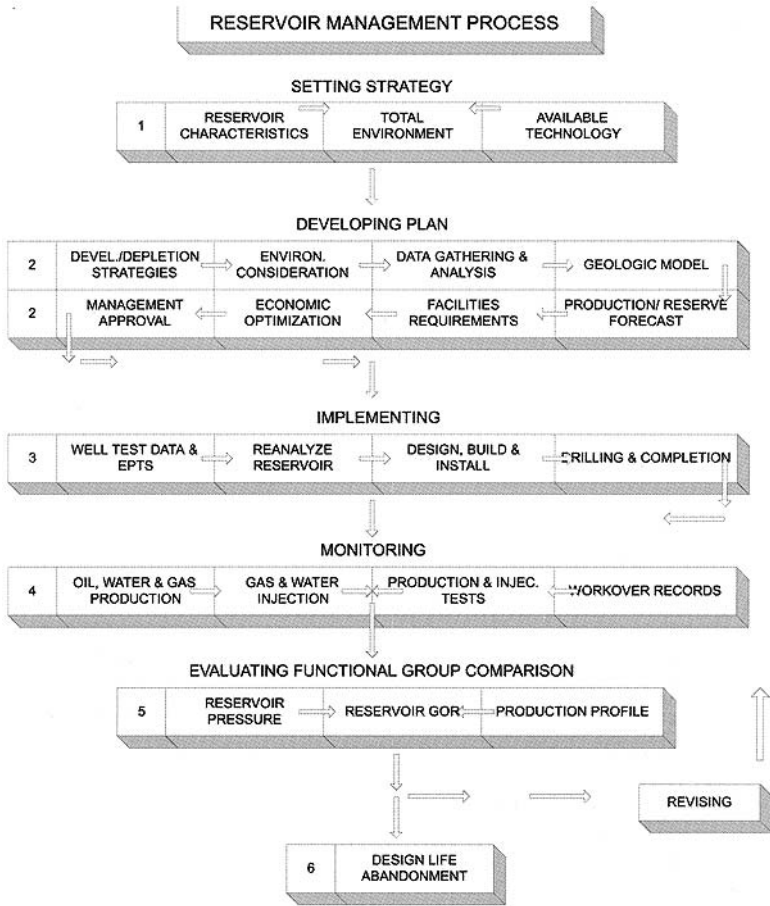 RESERVOIR MANAGEMENT PROCESS
SETTING STRATEGY
1
RESERVOIR
CHARACTERISTICS
TOTAL
ENVIRONMENT
AVAILABLE
TECHNOLOGY
DEVELOPING PLAN
2
DEVEL./DEPLETION
STRATEGIES
ENVIRON.
CONSIDERATION
DATA GATHERING &
ANALYSIS
GEOLOGIC MODEL
2
MANAGEMENT
APPROVAL
ECONOMIC
OPTIMIZATION
FACILITIES
REQUIREMENTS
PRODUCTION/ RESERVE
FORECAST
IMPLEMENTING
3
WELL TEST DATA &
EPTS
REANALYZE
RESERVOIR
DESIGN, BUILD &
INSTALL
DRILLING & COMPLETION
MONITORING
4
OIL, WATER & GAS
PRODUCTION
GAS & WATER
INJECTION
PRODUCTION & INJEC.
TESTS
WORKOVER RECORDS
EVALUATING FUNCTIONAL GROUP COMPARISON
5
RESERVOIR
PRESSURE
RESERVOIR GOR
PRODUCTION PROFILE
REVISING
6
DESIGN LIFE
ABANDONMENT